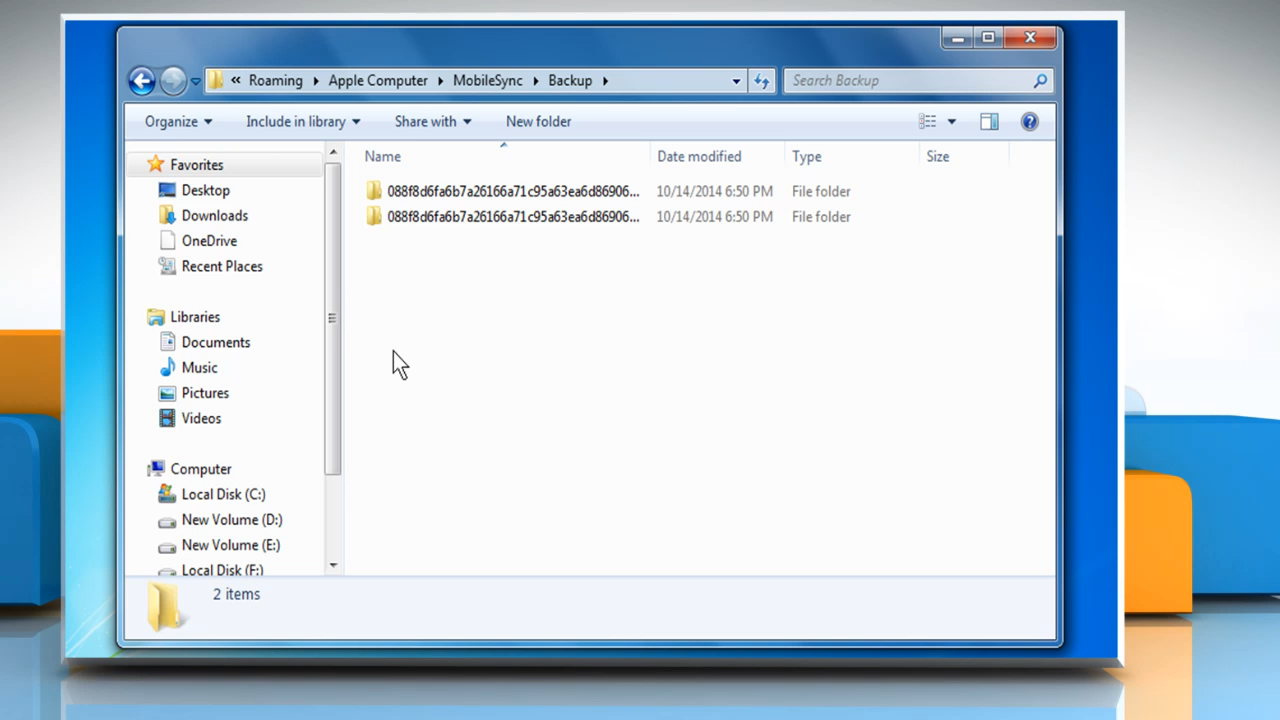 « Roaming ▸ Apple Computer ▸ MobileSync ▸ Backup ▸
Search Backup
Organize Include in library Share with New folder
Name Date modified Type Size
088f8d6fa6b7a26166a71c95a63ea6d86906... 10/14/2014 6:50 PM File folder
088f8d6fa6b7a26166a71c95a63ea6d86906... 10/14/2014 6:50 PM File folder
Favorites
Desktop
Downloads
OneDrive
Recent Places
Libraries
Documents
Music
Pictures
Videos
Computer
Local Disk (C:)
New Volume (D:)
New Volume (E:)
Local Disk (F:)
2 items